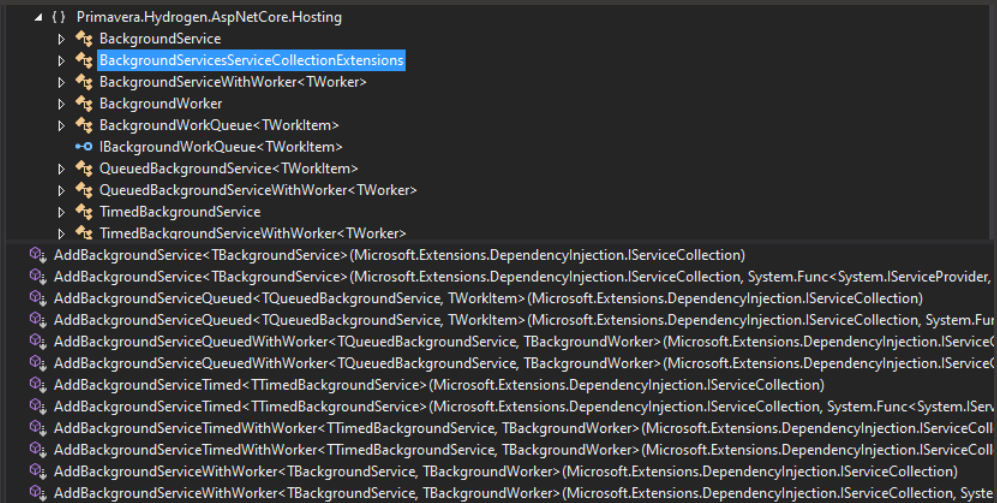 { } Primavera.Hydrogen.AspNetCore.Hosting
BackgroundService
BackgroundServicesServiceCollectionExtensions
BackgroundServiceWithWorker<TWorker>
BackgroundWorker
BackgroundWorkQueue<TWorkItem>
IBackgroundWorkQueue<TWorkItem>
QueuedBackgroundService<TWorkItem>
QueuedBackgroundServiceWithWorker<TWorker>
TimedBackgroundService
TimedBackgroundServiceWithWorker<TWorker>
AddBackgroundService<TBackgroundService>(Microsoft.Extensions.DependencyInjection.IServiceCollection)
AddBackgroundService<TBackgroundService>(Microsoft.Extensions.DependencyInjection.IServiceCollection, System.Func<System.IServiceProvider,
AddBackgroundServiceQueued<TQueuedBackgroundService, TWorkItem>(Microsoft.Extensions.DependencyInjection.IServiceCollection)
AddBackgroundServiceQueued<TQueuedBackgroundService, TWorkItem>(Microsoft.Extensions.DependencyInjection.IServiceCollection, System.Fun
AddBackgroundServiceQueuedWithWorker<TQueuedBackgroundService, TBackgroundWorker>(Microsoft.Extensions.DependencyInjection.IServiceC
AddBackgroundServiceQueuedWithWorker<TQueuedBackgroundService, TBackgroundWorker>(Microsoft.Extensions.DependencyInjection.IServiceC
AddBackgroundServiceTimed<TTimedBackgroundService>(Microsoft.Extensions.DependencyInjection.IServiceCollection)
AddBackgroundServiceTimed<TTimedBackgroundService>(Microsoft.Extensions.DependencyInjection.IServiceCollection, System.Func<System.IServ
AddBackgroundServiceTimedWithWorker<TTimedBackgroundService, TBackgroundWorker>(Microsoft.Extensions.DependencyInjection.IServiceColl
AddBackgroundServiceTimedWithWorker<TTimedBackgroundService, TBackgroundWorker>(Microsoft.Extensions.DependencyInjection.IServiceColl
AddBackgroundServiceWithWorker<TBackgroundService, TBackgroundWorker>(Microsoft.Extensions.DependencyInjection.IServiceCollection)
AddBackgroundServiceWithWorker<TBackgroundService, TBackgroundWorker>(Microsoft.Extensions.DependencyInjection.IServiceCollection, Syste